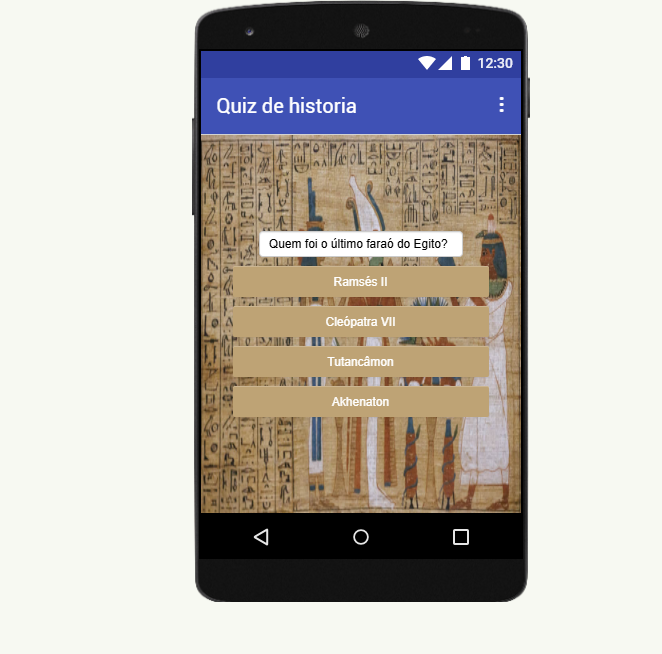 12:30
Quiz de historia
Quem foi o último faraó do Egito?
Ramsés II
Cleópatra VII
Tutancâmon
Akhenaton